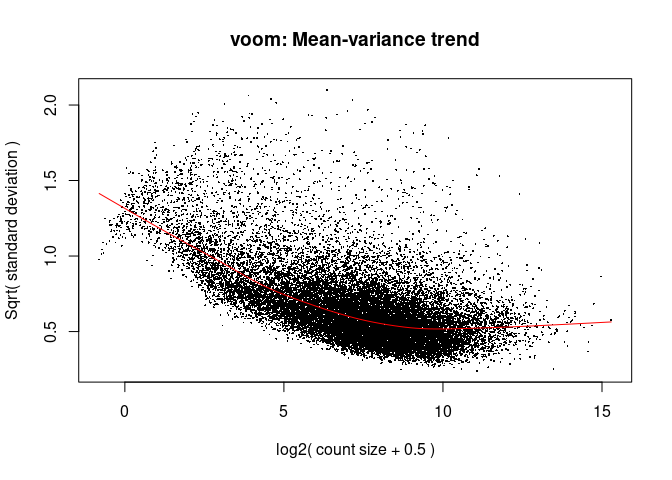 voom: Mean-variance trend
Sqrt( standard deviation )
2.0
1.5
1.0
0.5
0 5 10 15
log2( count size + 0.5 )